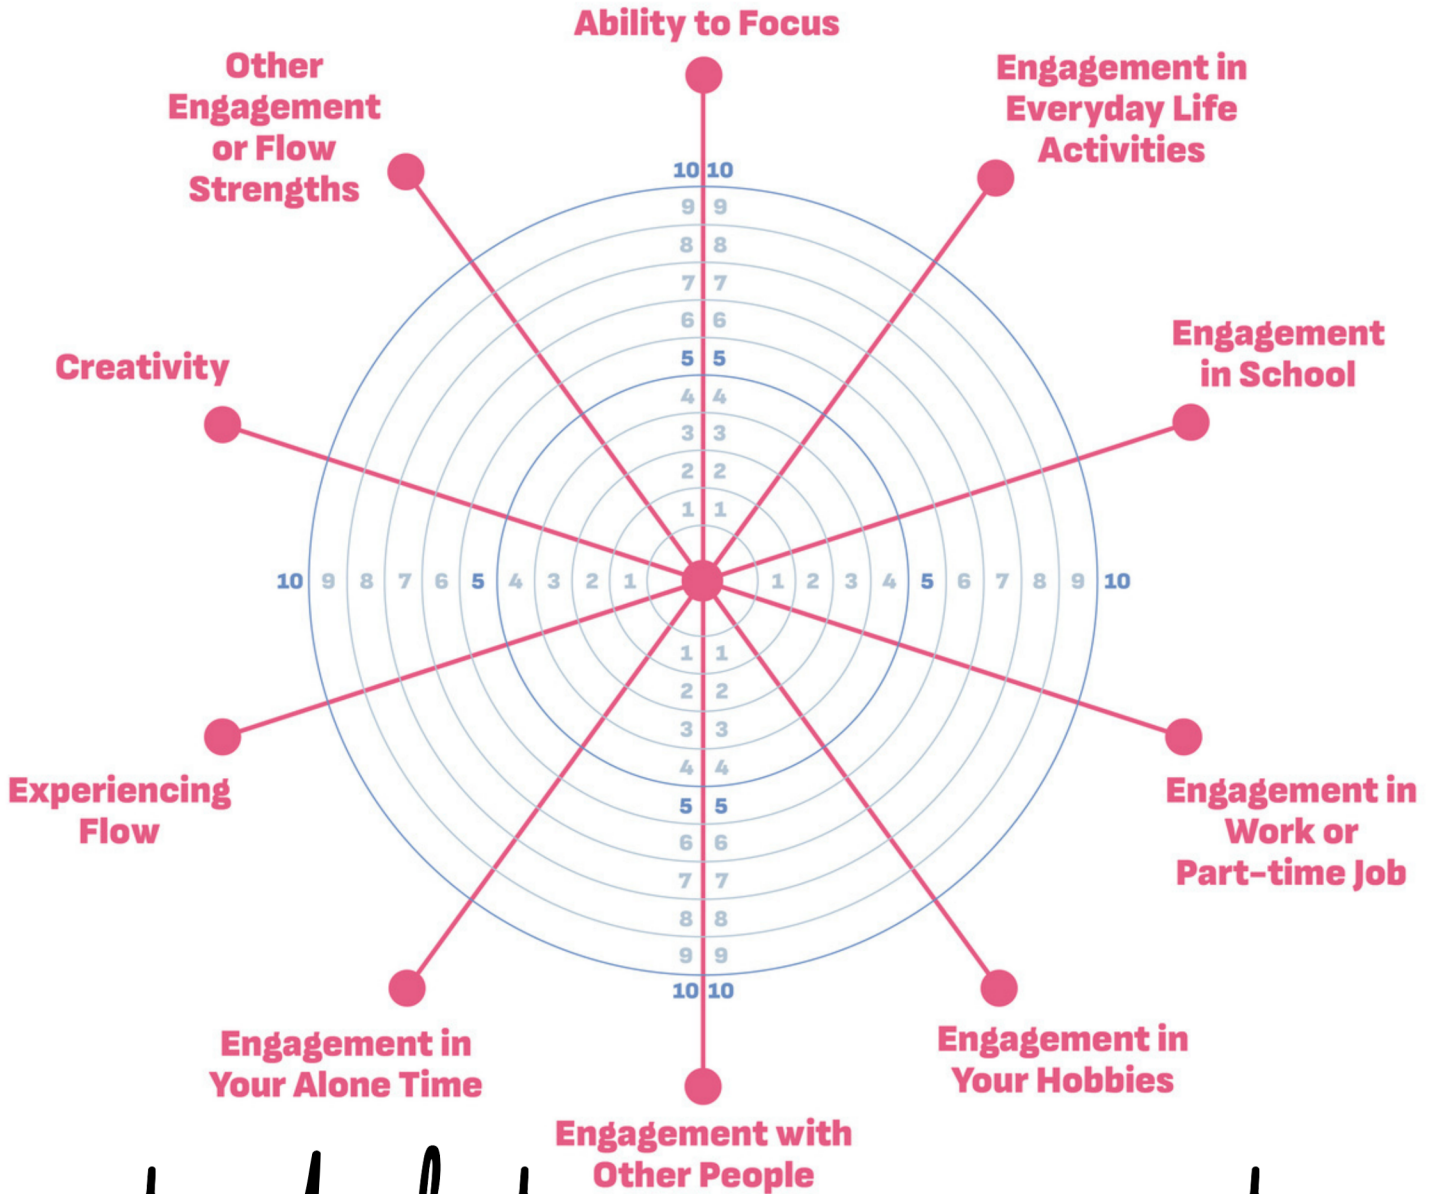 Ability to Focus
Other
Engagement
or Flow
Strengths
Engagement in
Everyday Life
Activities
Creativity
Engagement
in School
10 10
9 9
8 8
7 7
6 6
5 5
4 4
3 3
2 2
1 1
10 9 8 7 6 5 4 3 2 1 1 2 3 4 5 6 7 8 9 10
1 1
2 2
3 3
4 4
5 5
6 6
7 7
8 8
9 9
10 10
Experiencing
Flow
Engagement in
Work or
Part-time Job
Engagement in
Your Alone Time
Engagement in
Your Hobbies
Engagement with
Other People